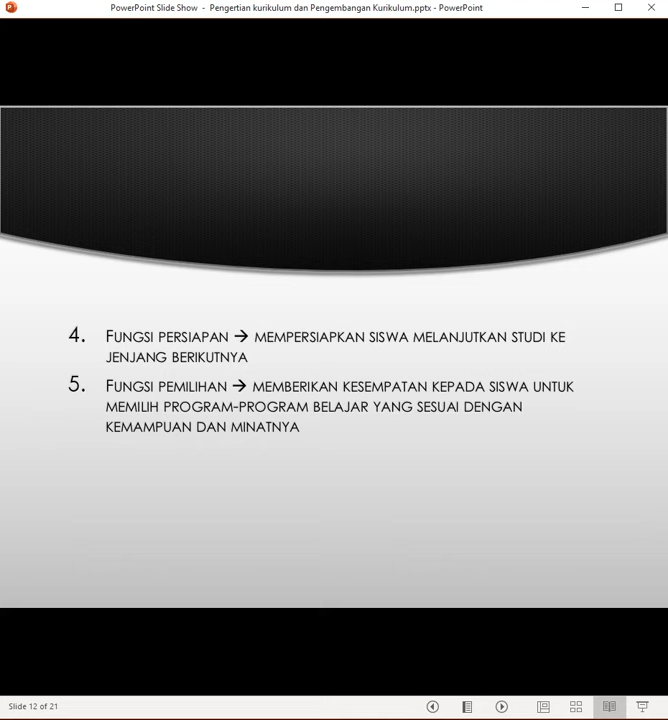 PowerPoint Slide Show - Pengertian kurikulum dan Pengembangan Kurikulum.pptx - PowerPoint
4. FUNGSI PERSIAPAN → MEMPERSIAPKAN SISWA MELANJUTKAN STUDI KE
JENJANG BERIKUTNYA
5. FUNGSI PEMILIHAN → MEMBERIKAN KESEMPATAN KEPADA SISWA UNTUK
MEMILIH PROGRAM-PROGRAM BELAJAR YANG SESUAI DENGAN
KEMAMPUAN DAN MINATNYA
Slide 12 of 21